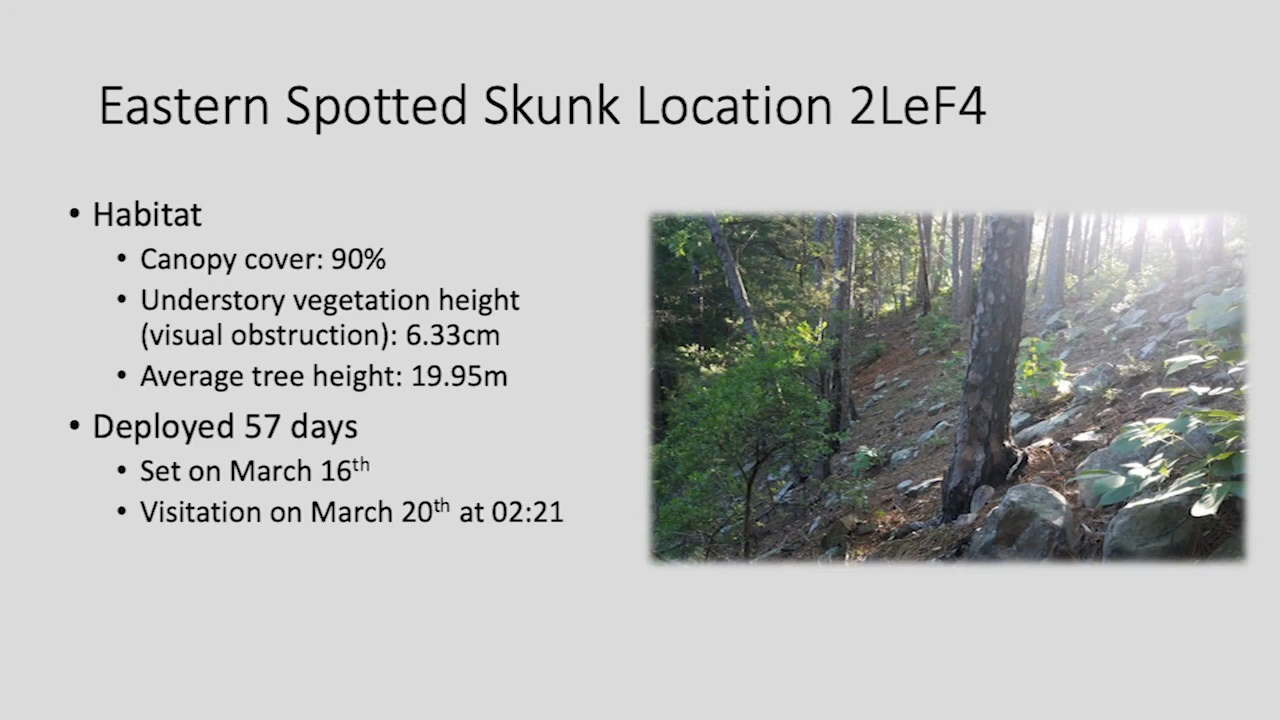 Eastern Spotted Skunk Location 2LeF4
• Habitat
• Canopy cover: 90%
• Understory vegetation height
(visual obstruction): 6.33cm
• Average tree height: 19.95m
• Deployed 57 days
• Set on March 16th
• Visitation on March 20th at 02:21